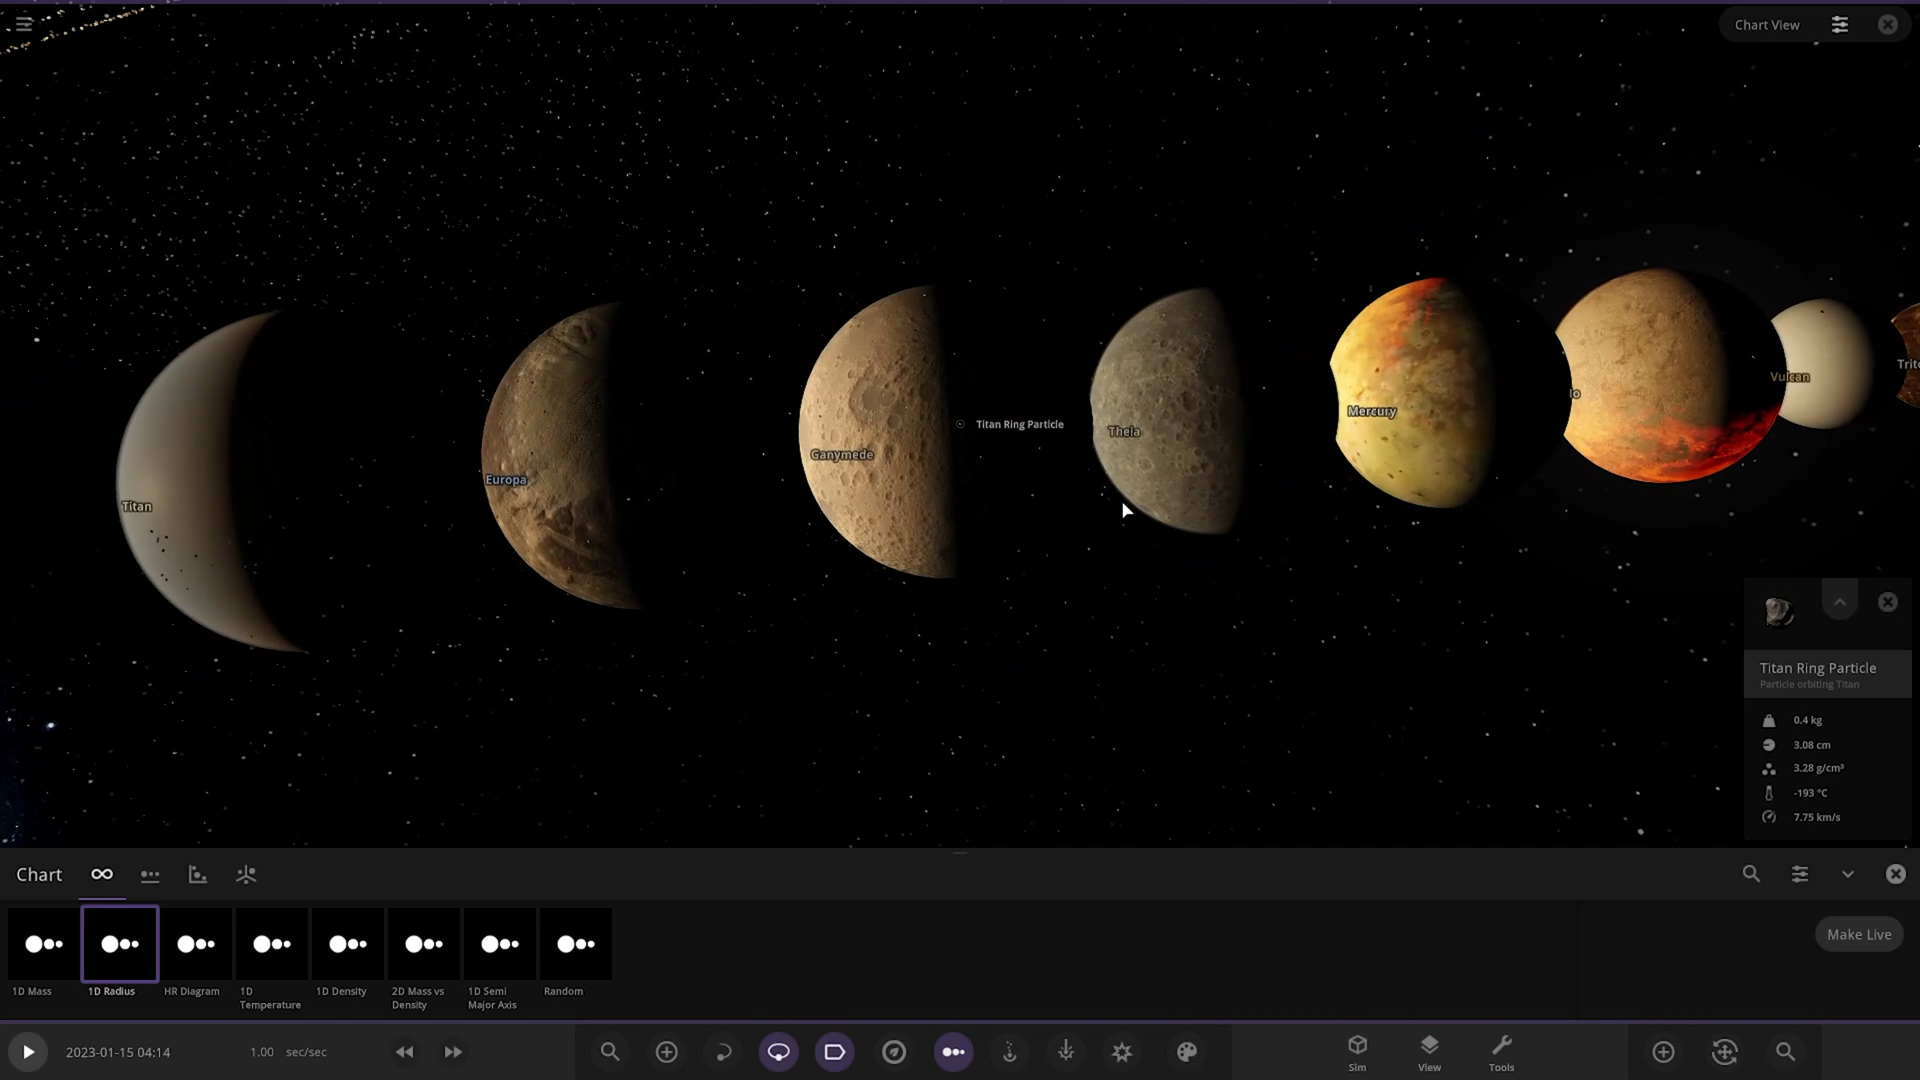 Chart View
Titan
Europa
Ganymede
Titan Ring Particle
Theia
Mercury
Io
Vulcan
Trito
Titan Ring Particle
Particle orbiting Titan
0.4 kg
3.08 cm
3.28 g/cm³
-193 °C
7.75 km/s
Chart
1D Mass
1D Radius
HR Diagram
1D
Temperature
1D Density
2D Mass vs
Density
1D Semi
Major Axis
Random
Make Live
2023-01-15 04:14
1.00 sec/sec
Sim
View
Tools